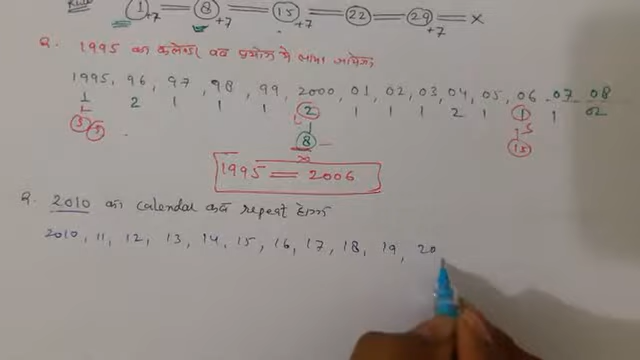 1 = 8 = 15 = 22 = 29 = x
+7 +7 +7 +7
Q. 1995 का कलेन्डर कब प्रयोग में लाया जायेगा
1995, 96, 97, 98, 99, 2000, 01, 02, 03, 04, 05, 06, 07, 08
1 2 1 1 1 2 1 1 1 2 1 1 1 02
8
15
1995 = 2006
Q. 2010 का calendar कब repeat होगा
2010, 11, 12, 13, 14, 15, 16, 17, 18, 19, 20